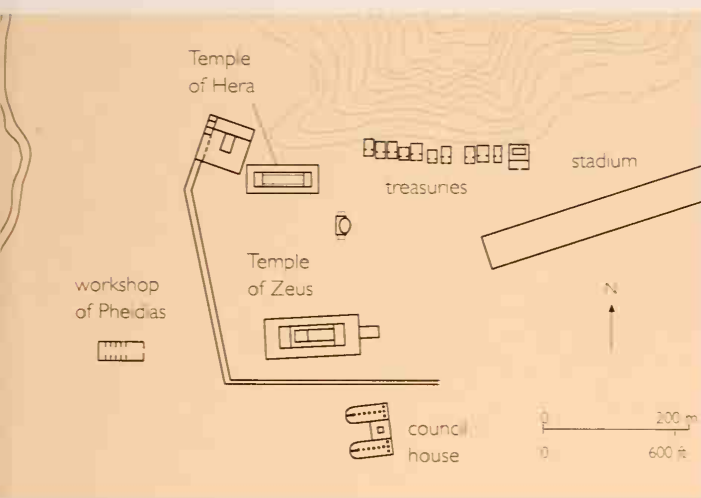 Temple
of Hera
treasuries
stadium
Temple
of Zeus
workshop
of Pheidias
N
council
house
0 200 m
0 600 ft